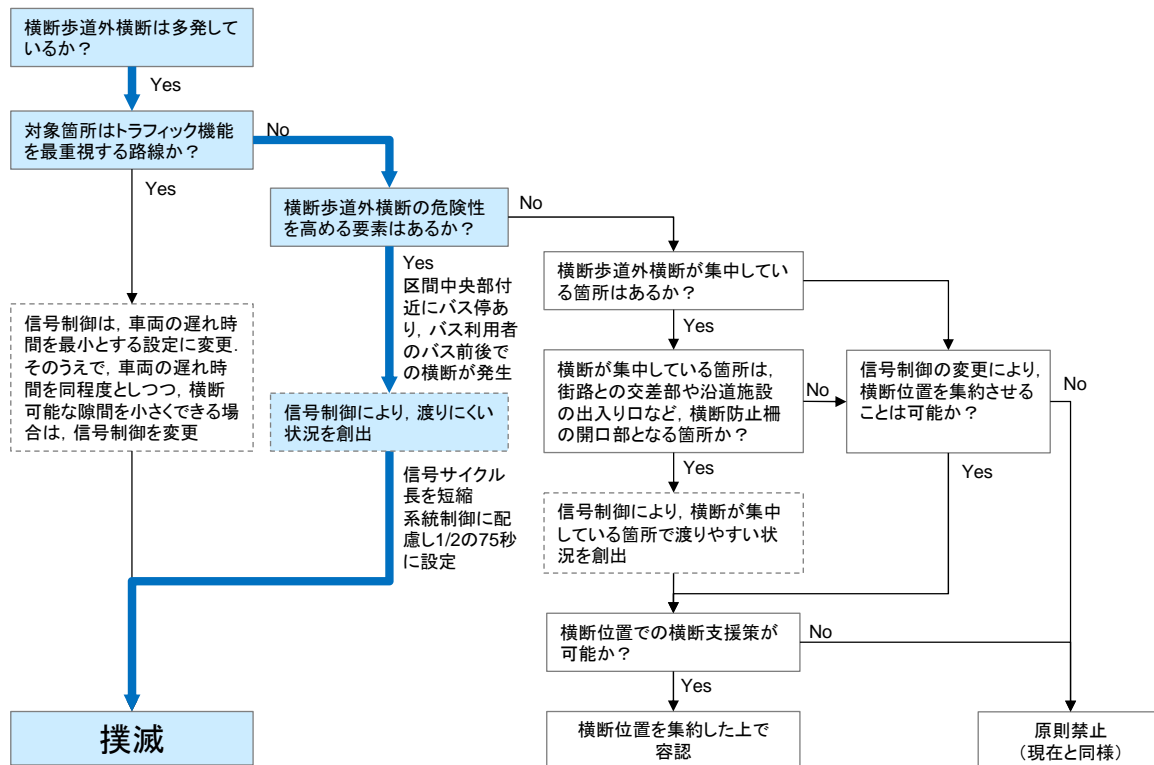 横断歩道外横断は多発して
いるか？
Yes
対象箇所はトラフィック機能
を最重視する路線か？
No
Yes
横断歩道外横断の危険性
を高める要素はあるか？
No
Yes
区間中央部付
近にバス停あ
り，バス利用者
のバス前後で
の横断が発生
横断歩道外横断が集中してい
る箇所はあるか？
Yes
信号制御は，車両の遅れ時
間を最小とする設定に変更．
そのうえで，車両の遅れ時
間を同程度としつつ，横断
可能な隙間を小さくできる場
合は，信号制御を変更
信号制御により，渡りにくい
状況を創出
横断が集中している箇所は，
街路との交差部や沿道施設
の出入り口など，横断防止柵
の開口部となる箇所か？
No
信号制御の変更により，
横断位置を集約させる
ことは可能か？
No
Yes
Yes
信号サイクル
長を短縮
系統制御に配
慮し1/2の75秒
に設定
信号制御により，横断が集中
している箇所で渡りやすい状
況を創出
横断位置での横断支援策が
可能か？
No
Yes
撲滅
横断位置を集約した上で
容認
原則禁止
（現在と同様）